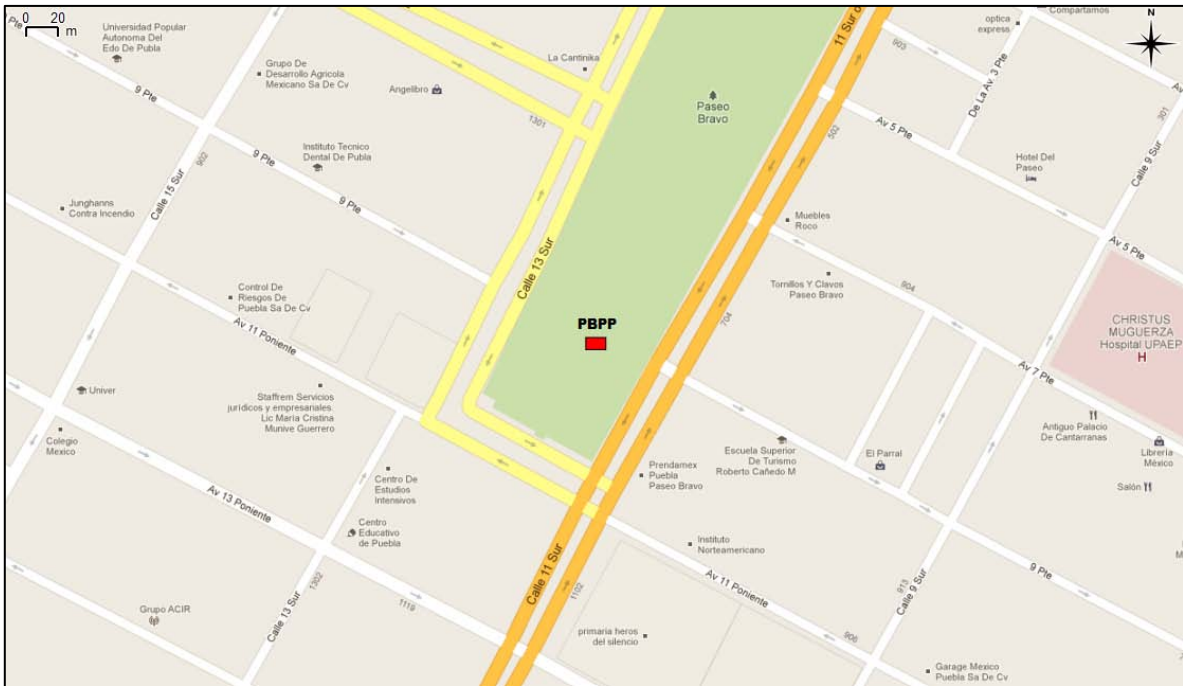 0 20
m
Pte
Universidad Popular
Autonoma Del
Edo De Publa
Grupo De
Desarrollo Agricola
Mexicano Sa De Cv
La Cantinika
Angelibro
1301
9 Pte
902
Instituto Tecnico
Dental De Publa
9 Pte
9 Pte
Calle 15 Sur
Junghanns
Contra Incendio
Control De
Riesgos De
Puebla Sa De Cv
Av 11 Poniente
Calle 13 Sur
Paseo
Bravo
PBPP
11 Sur
903
optica
express
Compartamos
N
De La Av. 3 Pte
Av
301
502
Av 5 Pte
Hotel Del
Paseo
Calle 9 Sur
Muebles
Roco
Av 5 Pte
Tornillos Y Clavos
Paseo Bravo
904
704
CHRISTUS
MUGUERZA
Hospital UPAEP
H
Av 7 Pte
Univer
Staffrem Servicios
jurídicos y empresariales.
Lic María Cristina
Munive Guerrero
Colegio
Mexico
Centro De
Estudios
Intensivos
Av 13 Poniente
Centro
Educativo
de Puebla
Prendamex
Puebla
Paseo Bravo
Escuela Superior
De Turismo
Roberto Cañedo M
El Parral
Antiguo Palacio
De Cantarranas
Librería
México
Salón
Instituto
Norteamericano
Calle 11 Sur
1102
Av 11 Poniente
9 Pte
913
Calle 9 Sur
Grupo ACIR
Calle 13 Sur
1302
1119
primaria heros
del silencio
906
Garage Mexico
Puebla Sa De Cv